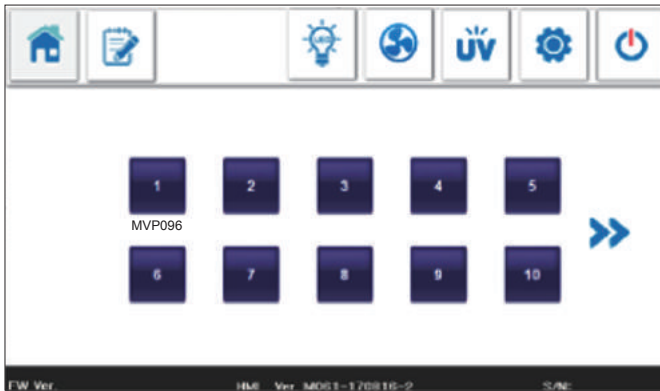 LED
UV
1 2 3 4 5
MVP096
6 7 8 9 10
FW Ver. HMI Ver M061-170816-2 S/N: